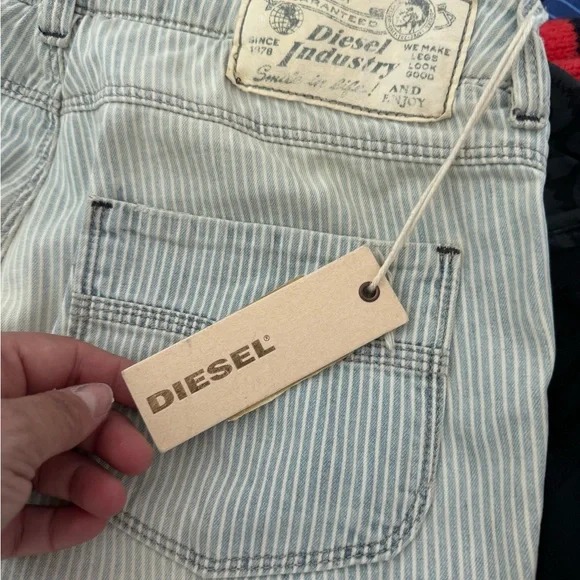 GUARANTEED
Diesel
Industry
SINCE
1978
WE MAKE
LEGS
LOOK
GOOD
AND
ENJOY
Smile in life!
DIESEL®